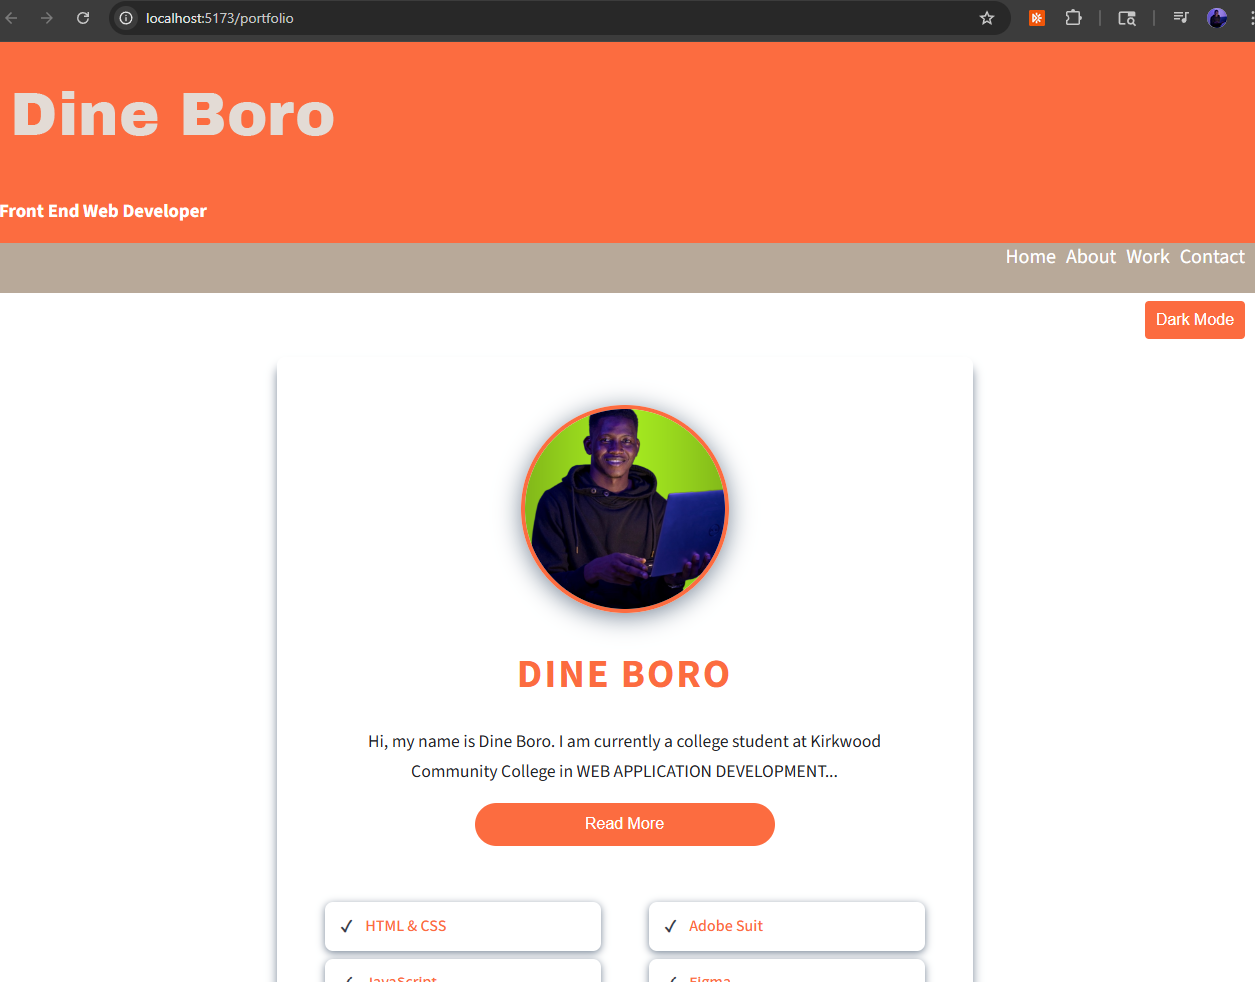 localhost:5173/portfolio
Dine Boro
Front End Web Developer
Home About Work Contact
Dark Mode
DINE BORO
Hi, my name is Dine Boro. I am currently a college student at Kirkwood
Community College in WEB APPLICATION DEVELOPMENT...
Read More
✓ HTML & CSS
✓ Adobe Suit
✓ JavaScript
✓ Figma